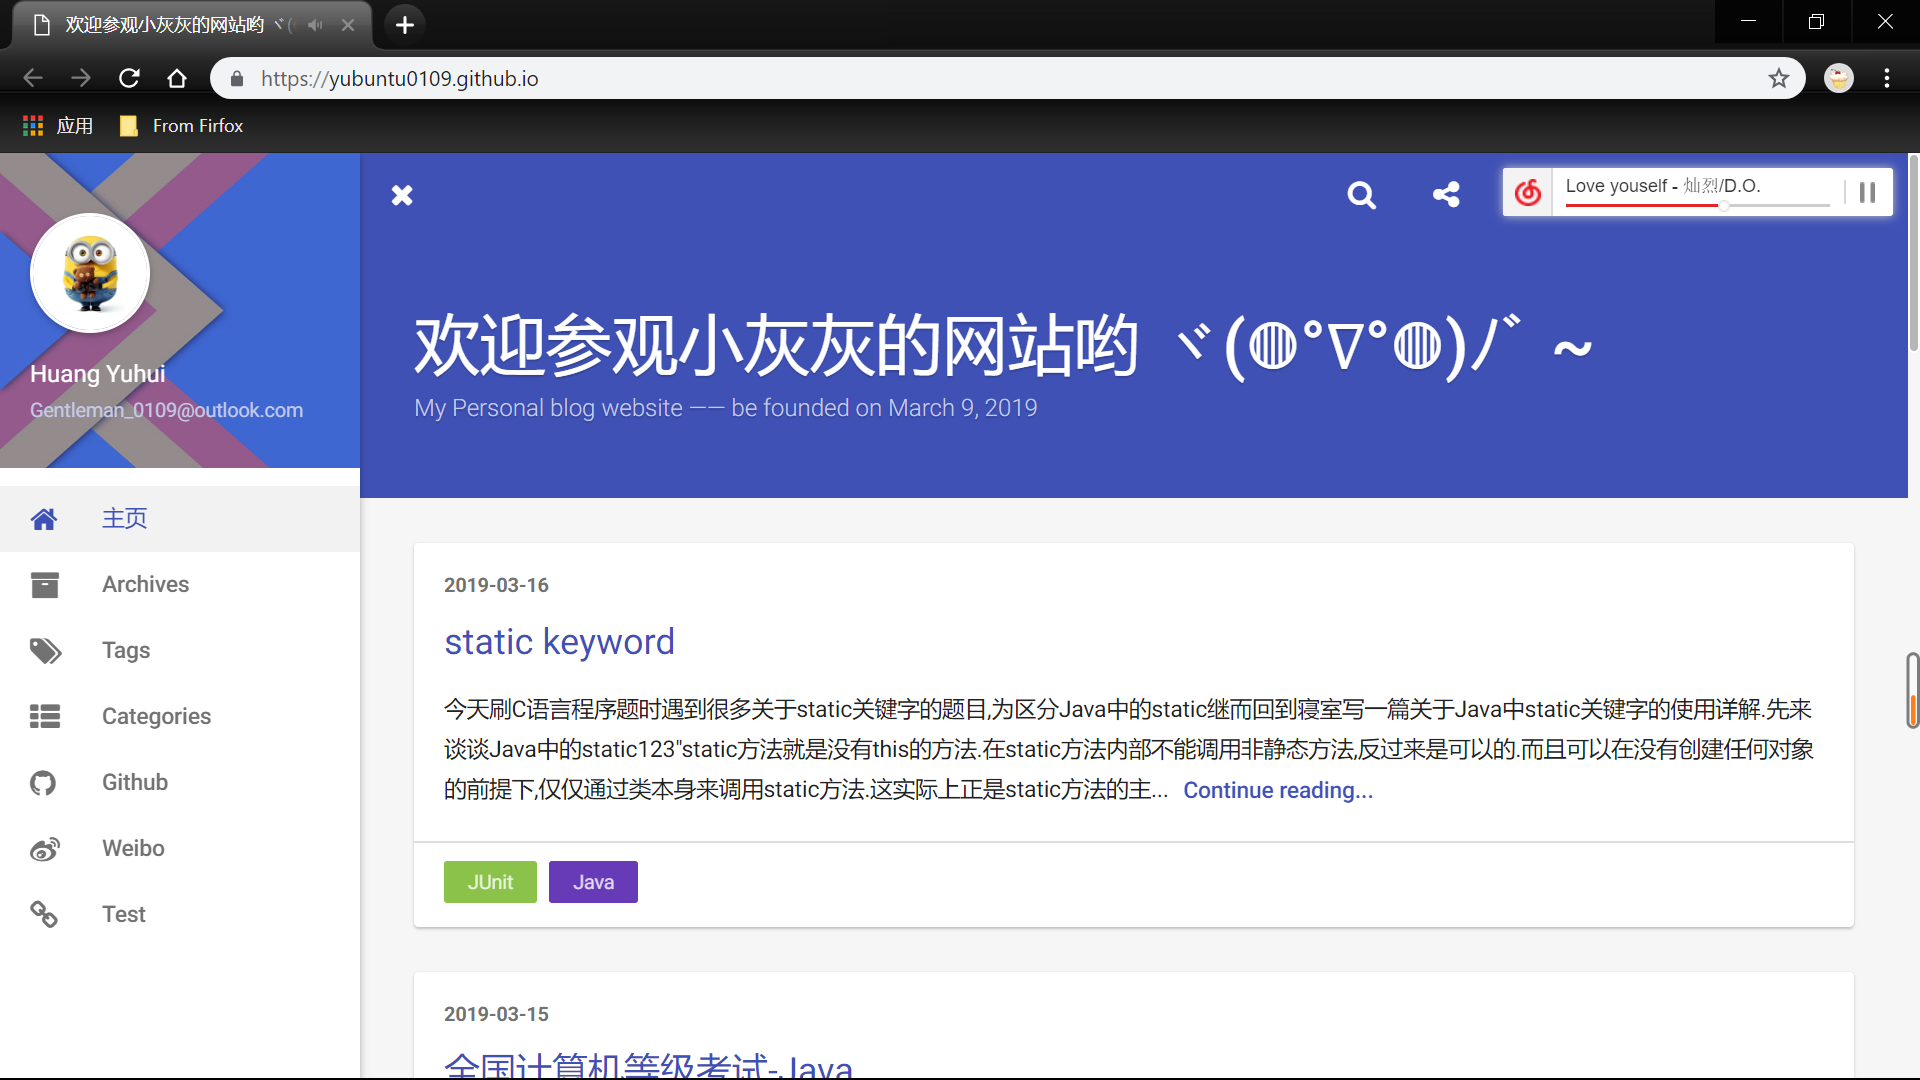 欢迎参观小灰灰的网站哟 ヾ(
https://yubuntu0109.github.io
应用
From Firfox
Love youself - 灿烈/D.O.
欢迎参观小灰灰的网站哟 ヾ(◍°∇°◍)ﾉﾞ ~
My Personal blog website —— be founded on March 9, 2019
Huang Yuhui
Gentleman_0109@outlook.com
主页
Archives
Tags
Categories
Github
Weibo
Test
2019-03-16
static keyword
今天刷C语言程序题时遇到很多关于static关键字的题目,为区分Java中的static继而回到寝室写一篇关于Java中static关键字的使用详解.先来
谈谈Java中的static123"static方法就是没有this的方法.在static方法内部不能调用非静态方法,反过来是可以的.而且可以在没有创建任何对象
的前提下,仅仅通过类本身来调用static方法.这实际上正是static方法的主... Continue reading...
JUnit
Java
2019-03-15
全国计算机等级考试-Java